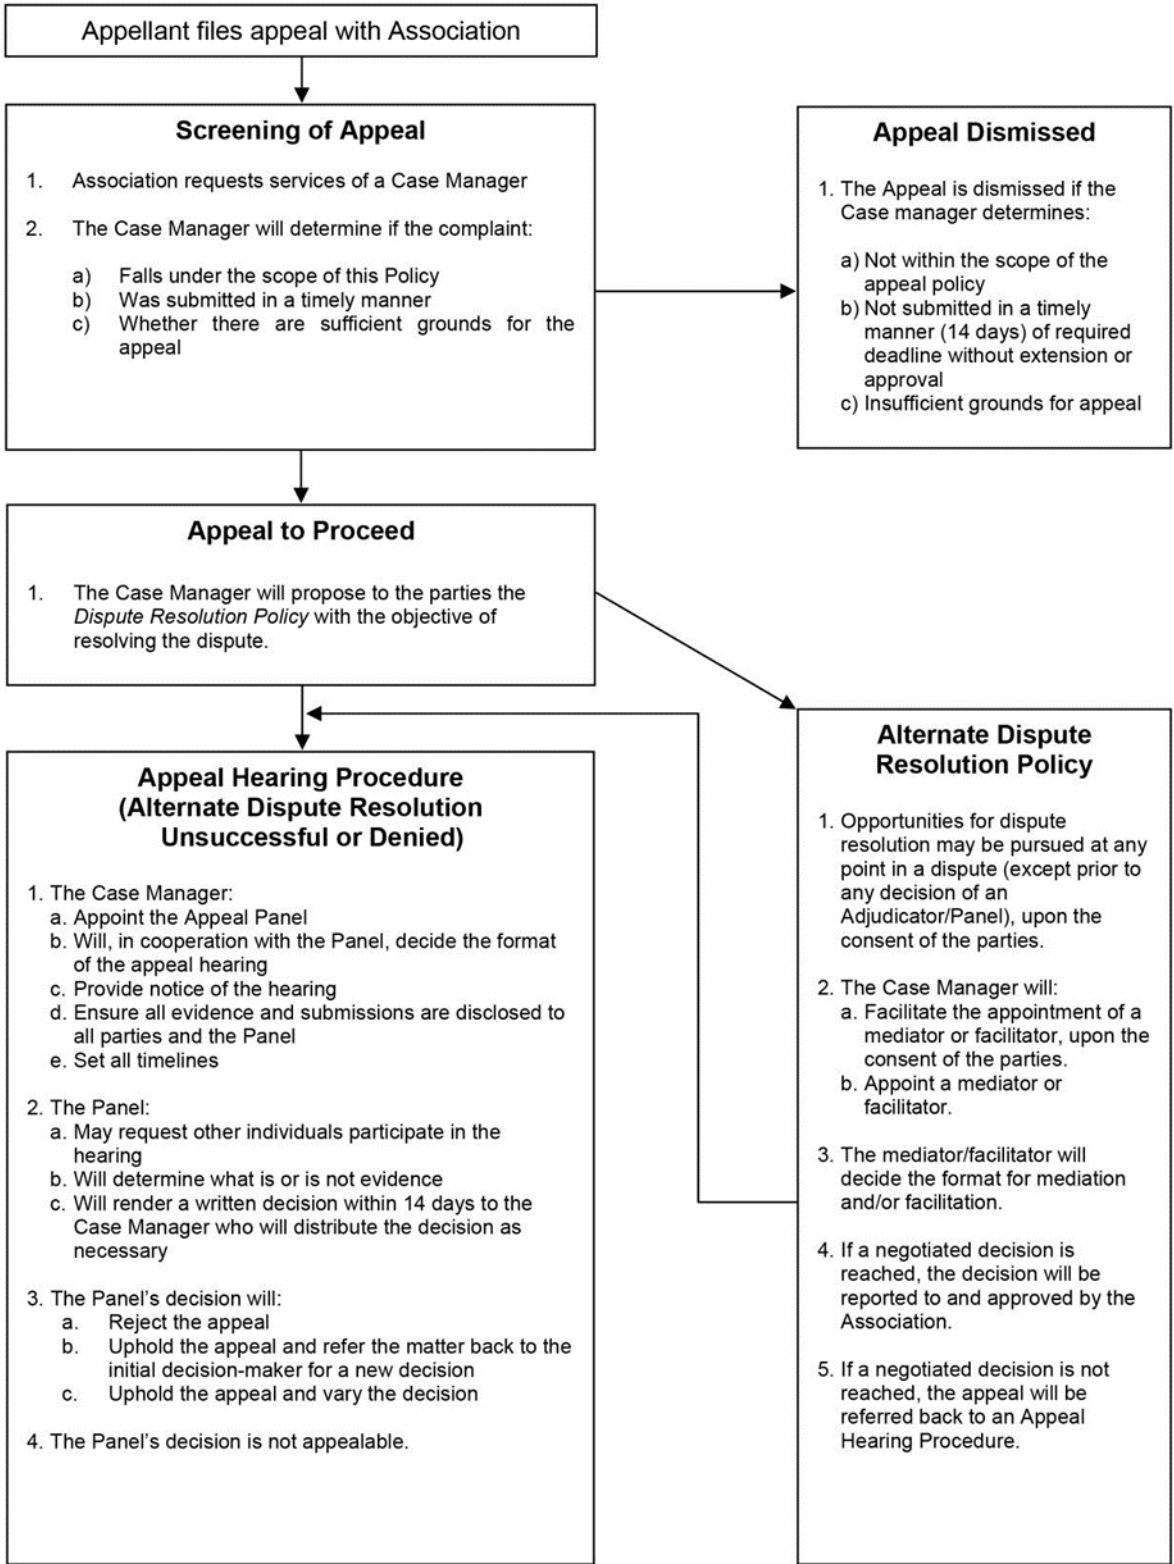 Appellant files appeal with Association
Screening of Appeal
1. Association requests services of a Case Manager
2. The Case Manager will determine if the complaint:
a) Falls under the scope of this Policy
b) Was submitted in a timely manner
c) Whether there are sufficient grounds for the
appeal
Appeal Dismissed
1. The Appeal is dismissed if the
Case manager determines:
a) Not within the scope of the
appeal policy
b) Not submitted in a timely
manner (14 days) of required
deadline without extension or
approval
c) Insufficient grounds for appeal
Appeal to Proceed
1. The Case Manager will propose to the parties the
Dispute Resolution Policy with the objective of
resolving the dispute.
Appeal Hearing Procedure
(Alternate Dispute Resolution
Unsuccessful or Denied)
1. The Case Manager:
a. Appoint the Appeal Panel
b. Will, in cooperation with the Panel, decide the format
of the appeal hearing
c. Provide notice of the hearing
d. Ensure all evidence and submissions are disclosed to
all parties and the Panel
e. Set all timelines
2. The Panel:
a. May request other individuals participate in the
hearing
b. Will determine what is or is not evidence
c. Will render a written decision within 14 days to the
Case Manager who will distribute the decision as
necessary
3. The Panel's decision will:
a. Reject the appeal
b. Uphold the appeal and refer the matter back to the
initial decision-maker for a new decision
c. Uphold the appeal and vary the decision
4. The Panel's decision is not appealable.
Alternate Dispute
Resolution Policy
1. Opportunities for dispute
resolution may be pursued at any
point in a dispute (except prior to
any decision of an
Adjudicator/Panel), upon the
consent of the parties.
2. The Case Manager will:
a. Facilitate the appointment of a
mediator or facilitator, upon the
consent of the parties.
b. Appoint a mediator or
facilitator.
3. The mediator/facilitator will
decide the format for mediation
and/or facilitation.
4. If a negotiated decision is
reached, the decision will be
reported to and approved by the
Association.
5. If a negotiated decision is not
reached, the appeal will be
referred back to an Appeal
Hearing Procedure.